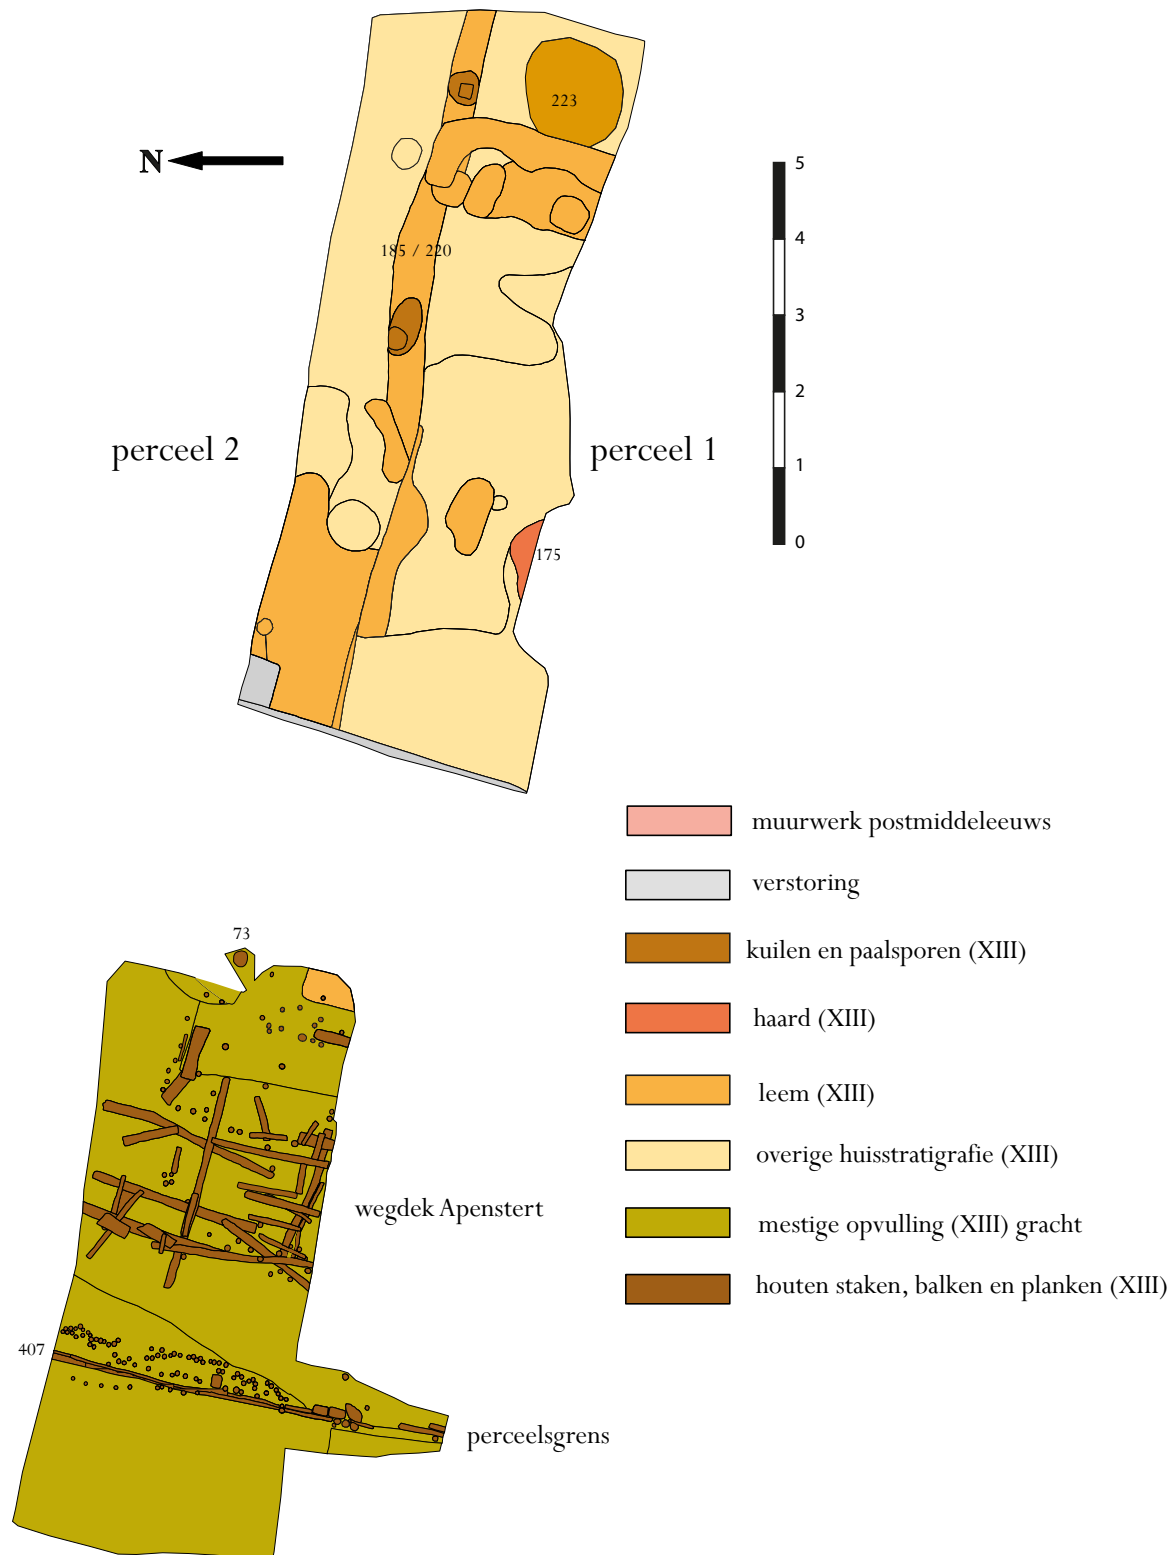 223
N
5
4
185 / 220
3
2
perceel 2
perceel 1
1
0
175
muurwerk postmiddeleeuws
verstoring
kuilen en paalsporen (XIII)
haard (XIII)
leem (XIII)
overige huisstratigrafie (XIII)
mestige opvulling (XIII) gracht
houten staken, balken en planken (XIII)
73
wegdek Apenstert
407
perceelsgrens